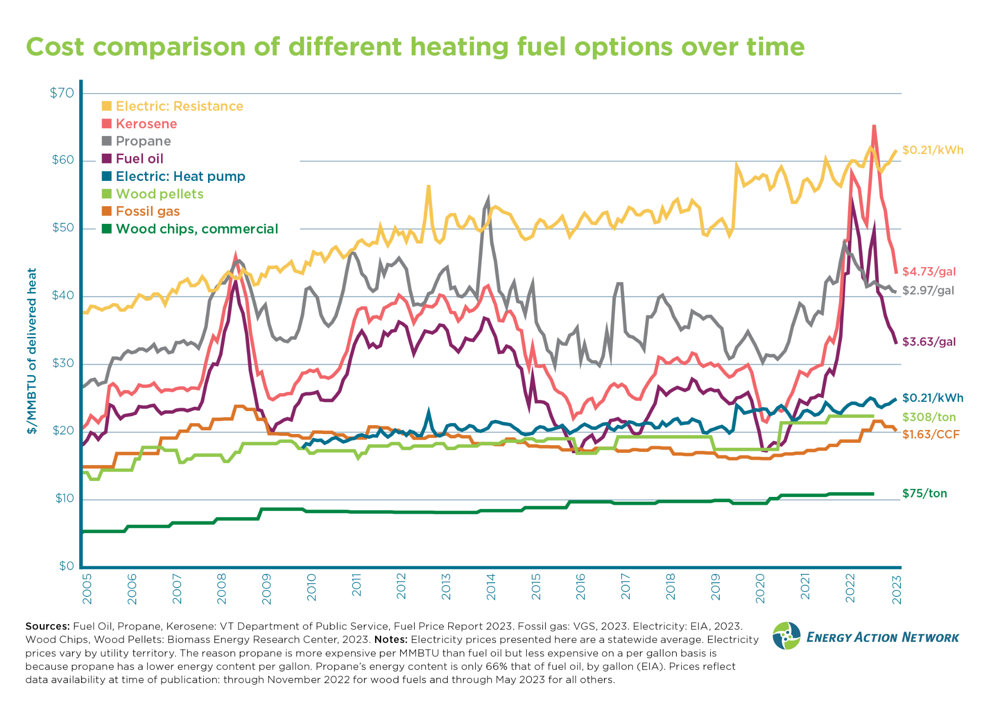 Cost comparison of different heating fuel options over time
$/MMBTU of delivered heat
$70
$60
$50
$40
$30
$20
$10
$0
Electric: Resistance
Kerosene
Propane
Fuel oil
Electric: Heat pump
Wood pellets
Fossil gas
Wood chips, commercial
$0.21/kWh
$4.73/gal
$2.97/gal
$3.63/gal
$0.21/kWh
$308/ton
$1.63/CCF
$75/ton
2005
2006
2007
2008
2009
2010
2011
2012
2013
2014
2015
2016
2017
2018
2019
2020
2021
2022
2023
Sources: Fuel Oil, Propane, Kerosene: VT Department of Public Service, Fuel Price Report 2023. Fossil gas: VGS, 2023. Electricity: EIA, 2023.
Wood Chips, Wood Pellets: Biomass Energy Research Center, 2023. Notes: Electricity prices presented here are a statewide average. Electricity
prices vary by utility territory. The reason propane is more expensive per MMBTU than fuel oil but less expensive on a per gallon basis is
because propane has a lower energy content per gallon. Propane's energy content is only 66% that of fuel oil, by gallon (EIA). Prices reflect
data availability at time of publication: through November 2022 for wood fuels and through May 2023 for all others.
ENERGY ACTION NETWORK